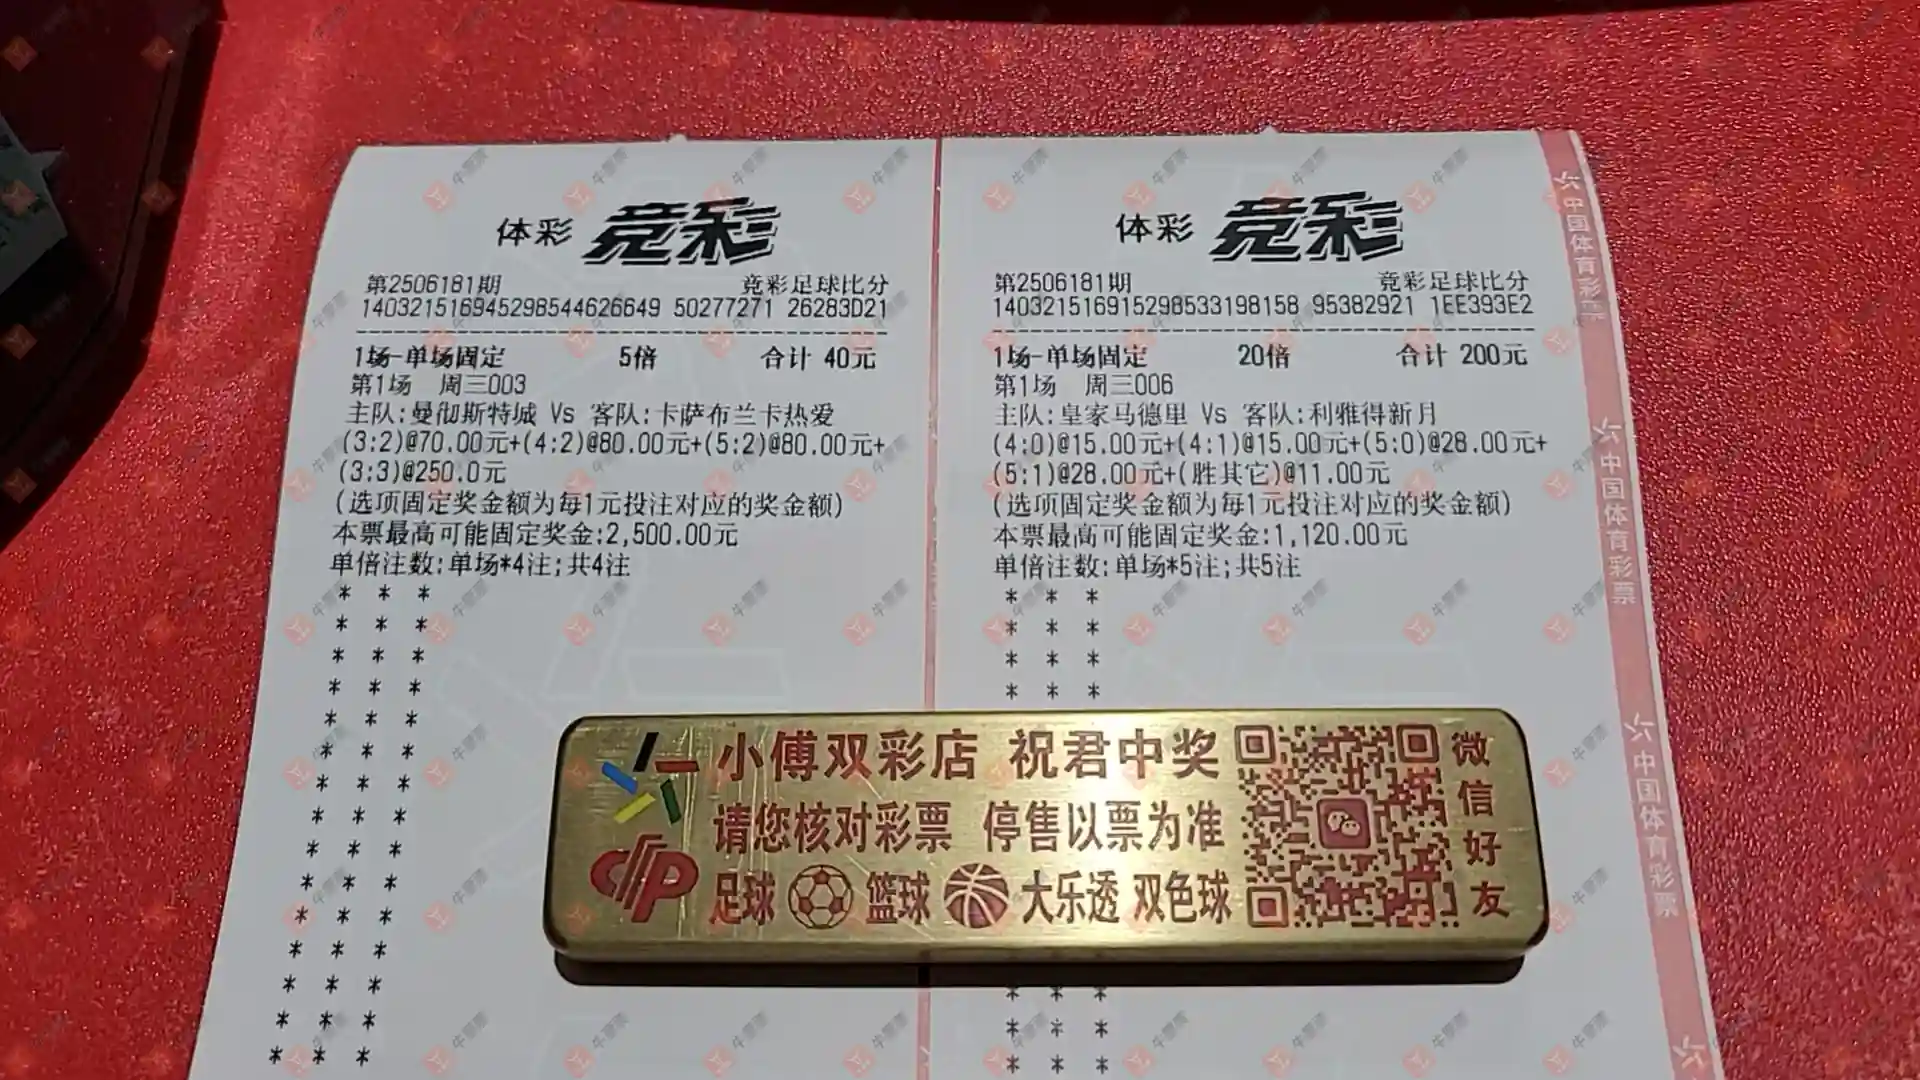 体彩 竞彩
第2506181期 竞彩足球比分
140321516945298544626649 50277271 26283D21
1场-单场固定 5倍 合计 40元
第1场 周三003
主队:曼彻斯特城 Vs 客队:卡萨布兰卡热爱
(3:2)@70.00元+(4:2)@80.00元+(5:2)@80.00元+
(3:3)@250.0元
(选项固定奖金额为每1元投注对应的奖金额)
本票最高可能固定奖金:2,500.00元
单倍注数:单场*4注;共4注
体彩 竞彩
第2506181期 竞彩足球比分
140321516915298533198158 95382921 1EE393E2
1场-单场固定 20倍 合计 200元
第1场 周三006
主队:皇家马德里 Vs 客队:利雅得新月
(4:0)@15.00元+(4:1)@15.00元+(5:0)@28.00元+
(5:1)@28.00元+(胜其它)@11.00元
(选项固定奖金额为每1元投注对应的奖金额)
本票最高可能固定奖金:1,120.00元
单倍注数:单场*5注;共5注
中国体育彩票
中国体育彩票
中国体育彩票
小傅双彩店 祝君中奖
请您核对彩票 停售以票为准
足球 篮球 大乐透 双色球
微信好友